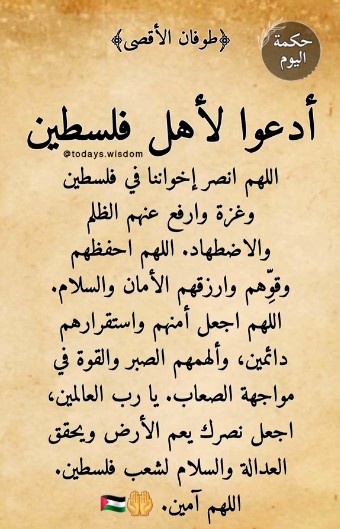 حكمة
اليوم
﴿طوفان الأقصى﴾
أدعوا لأهل فلسطين
@todays.wisdom
اللهم انصر إخواننا في فلسطين
وغزة وارفع عنهم الظلم
والاضطهاد. اللهم احفظهم
وقوِّهم وارزقهم الأمان والسلام.
اللهم اجعل أمنهم واستقرارهم
دائمين، وألهمهم الصبر والقوة في
مواجهة الصعاب. يا رب العالمين،
اجعل نصرك يعم الأرض ويحقق
العدالة والسلام لشعب فلسطين.
اللهم آمين. 🤲🇵🇸